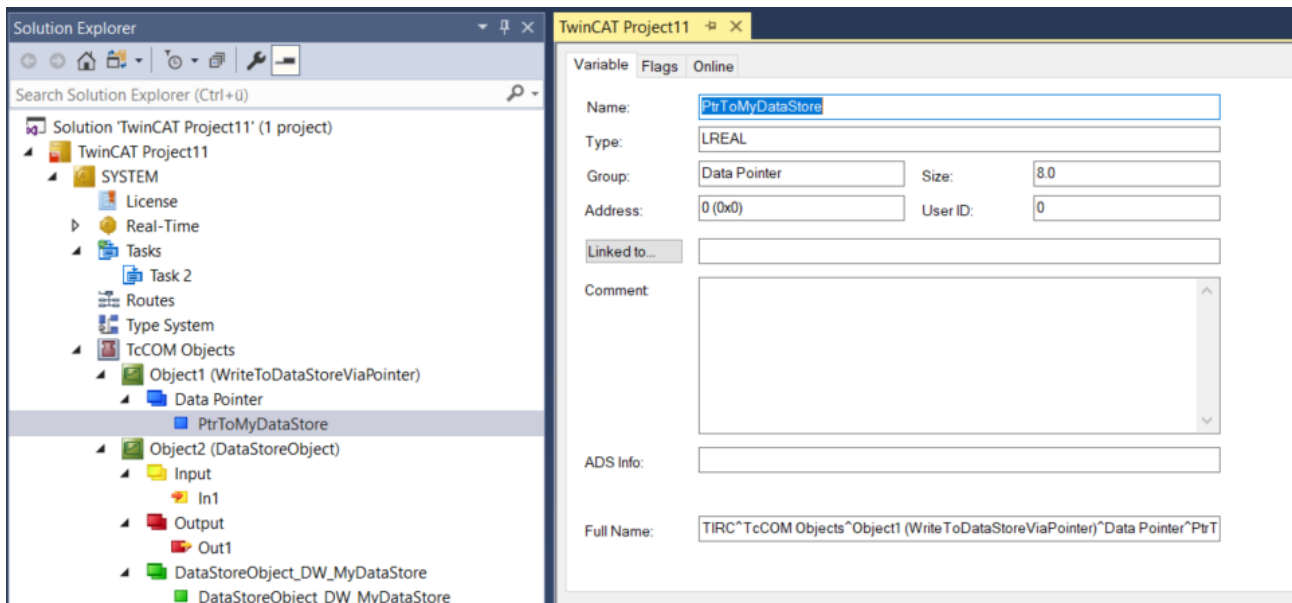 Solution Explorer
Search Solution Explorer (Ctrl+ü)
Solution 'TwinCAT Project11' (1 project)
TwinCAT Project11
SYSTEM
License
Real-Time
Tasks
Task 2
Routes
Type System
TcCOM Objects
Object1 (WriteToDataStoreViaPointer)
Data Pointer
PtrToMyDataStore
Object2 (DataStoreObject)
Input
In1
Output
Out1
DataStoreObject_DW_MyDataStore
DataStoreObject_DW_MyDataStore
TwinCAT Project11
Variable Flags Online
Name: PtrToMyDataStore
Type: LREAL
Group: Data Pointer Size: 8.0
Address: 0 (0x0) User ID: 0
Linked to...
Comment:
ADS Info:
Full Name: TIRC^TcCOM Objects^Object1 (WriteToDataStoreViaPointer)^Data Pointer^PtrT